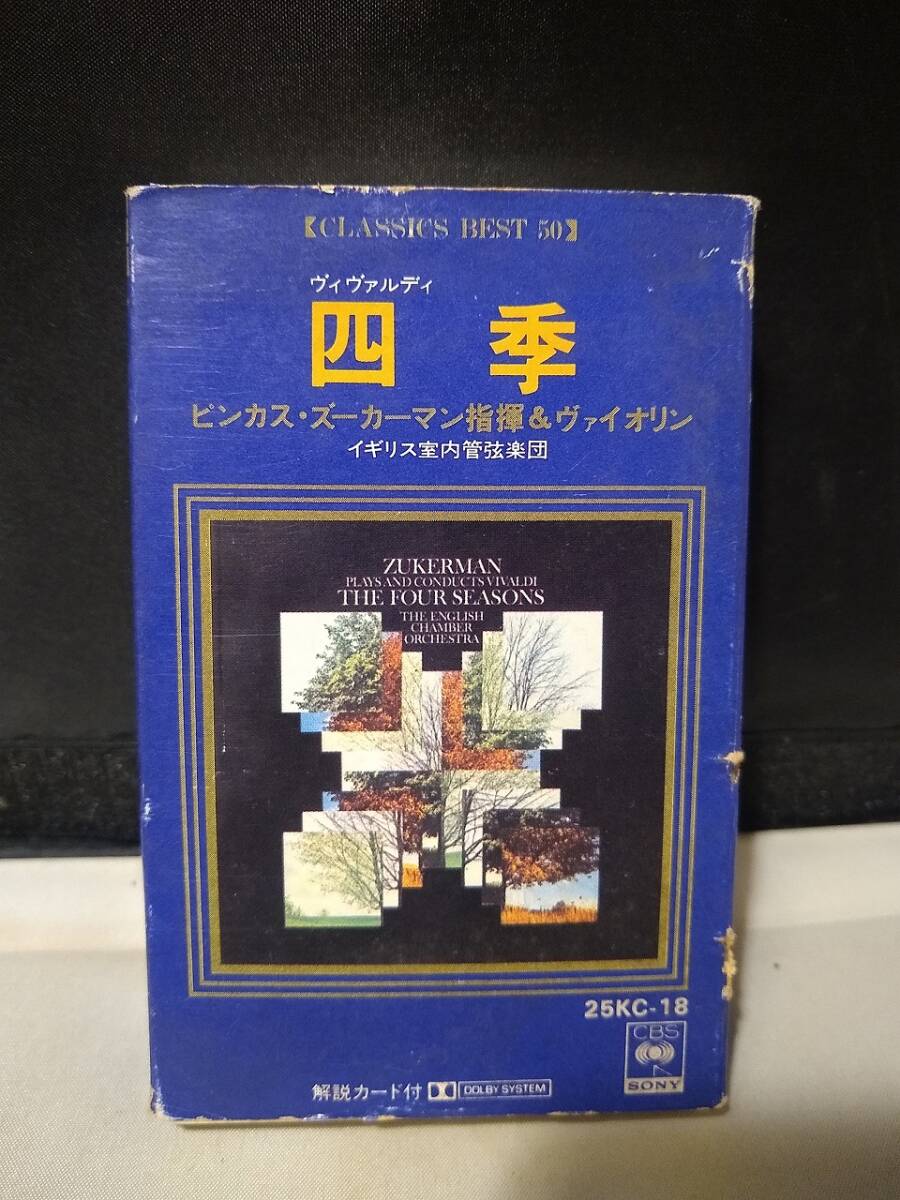 【CLASSICS BEST 50】
ヴィヴァルディ
四季
ピンカス・ズーカーマン指揮&ヴァイオリン
イギリス室内管弦楽団
ZUKERMAN
PLAYS AND CONDUCTS VIVALDI
THE FOUR SEASONS
THE ENGLISH
CHAMBER
ORCHESTRA
25KC-18
CBS
SONY
解説カード付 DOLBY SYSTEM